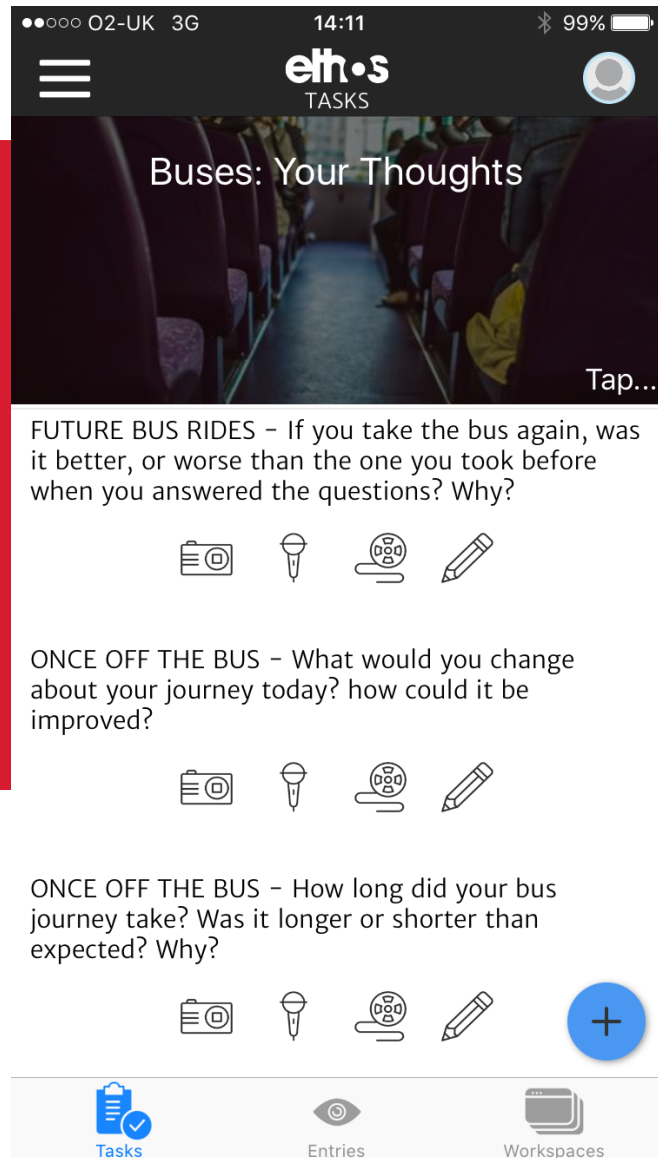 O2-UK 3G 14:11 99%
ethos
TASKS
Buses: Your Thoughts
Tap...
FUTURE BUS RIDES – If you take the bus again, was
it better, or worse than the one you took before
when you answered the questions? Why?
ONCE OFF THE BUS – What would you change
about your journey today? how could it be
improved?
ONCE OFF THE BUS – How long did your bus
journey take? Was it longer or shorter than
expected? Why?
Tasks Entries Workspaces